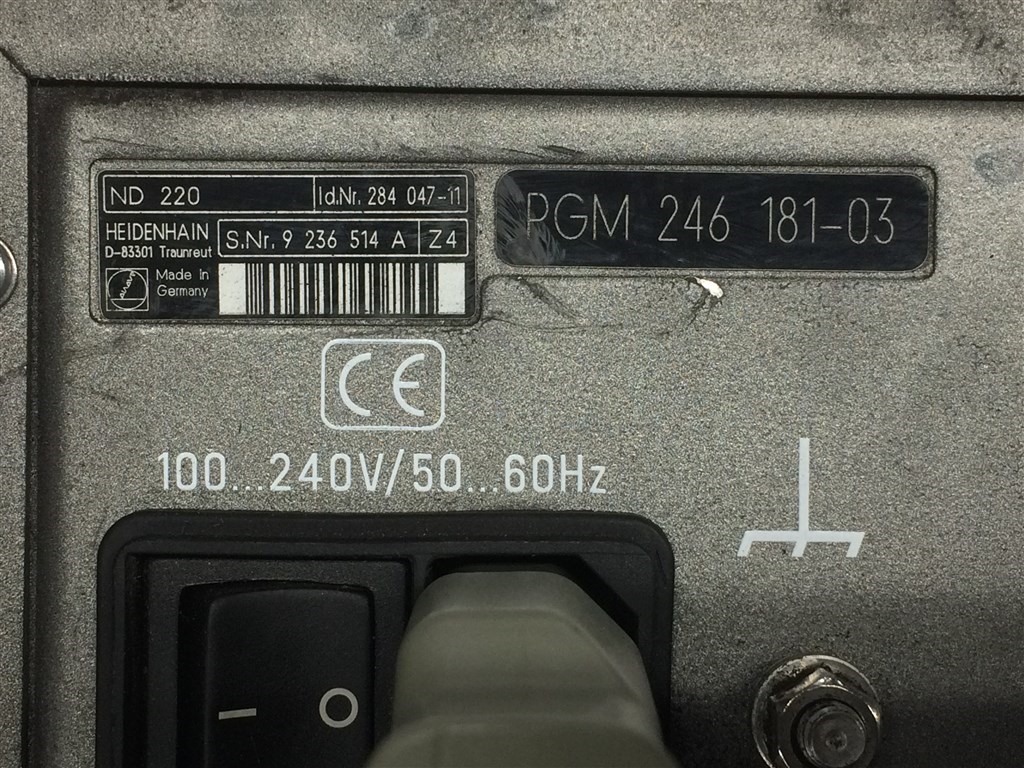 ND 220
Id.Nr. 284 047-11
HEIDENHAIN
D-83301 Traunreut
S.Nr. 9 236 514 A
Z4
Made in
Germany
PGM 246 181-03
CE
100...240V/50...60Hz
I O